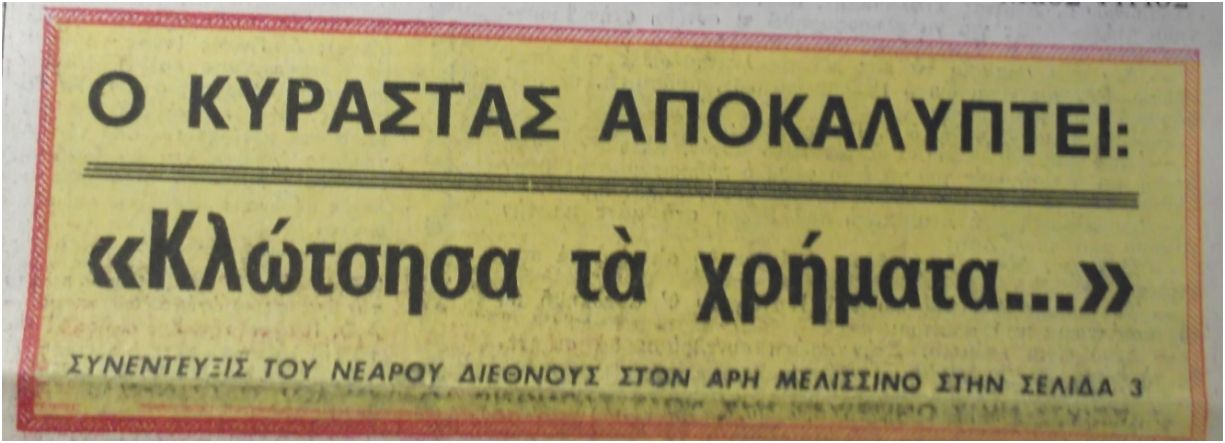 Ο ΚΥΡΑΣΤΑΣ ΑΠΟΚΑΛΥΠΤΕΙ:
«Κλώτσησα τὰ χρήματα...»
ΣΥΝΕΝΤΕΥΞΙΣ ΤΟΥ ΝΕΑΡΟΥ ΔΙΕΘΝΟΥΣ ΣΤΟΝ ΑΡΗ ΜΕΛΙΣΣΙΝΟ ΣΤΗΝ ΣΕΛΙΔΑ 3